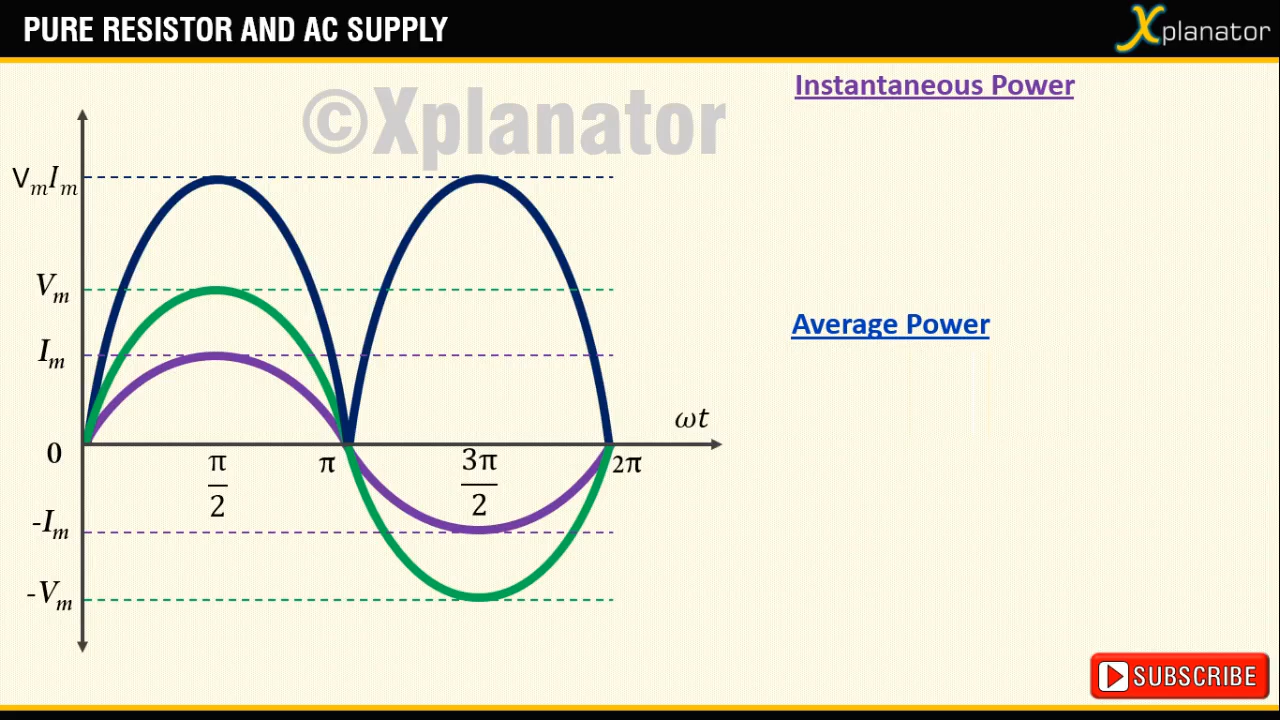 PURE RESISTOR AND AC SUPPLY
Xplanator
Instantaneous Power
©Xplanator
VₘIₘ
Vₘ
Iₘ
Average Power
ωt
0
π/2
π
3π/2
2π
-Iₘ
-Vₘ
SUBSCRIBE